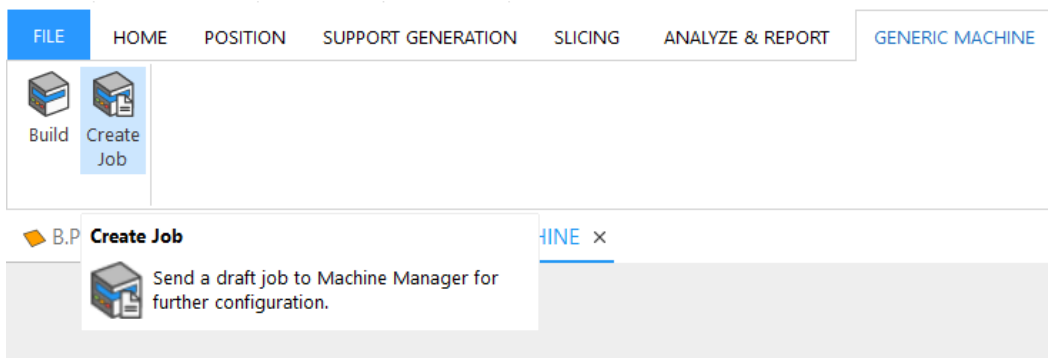 FILE HOME POSITION SUPPORT GENERATION SLICING ANALYZE & REPORT GENERIC MACHINE
Build Create
Job
B.P
HINE ×
Create Job
Send a draft job to Machine Manager for
further configuration.